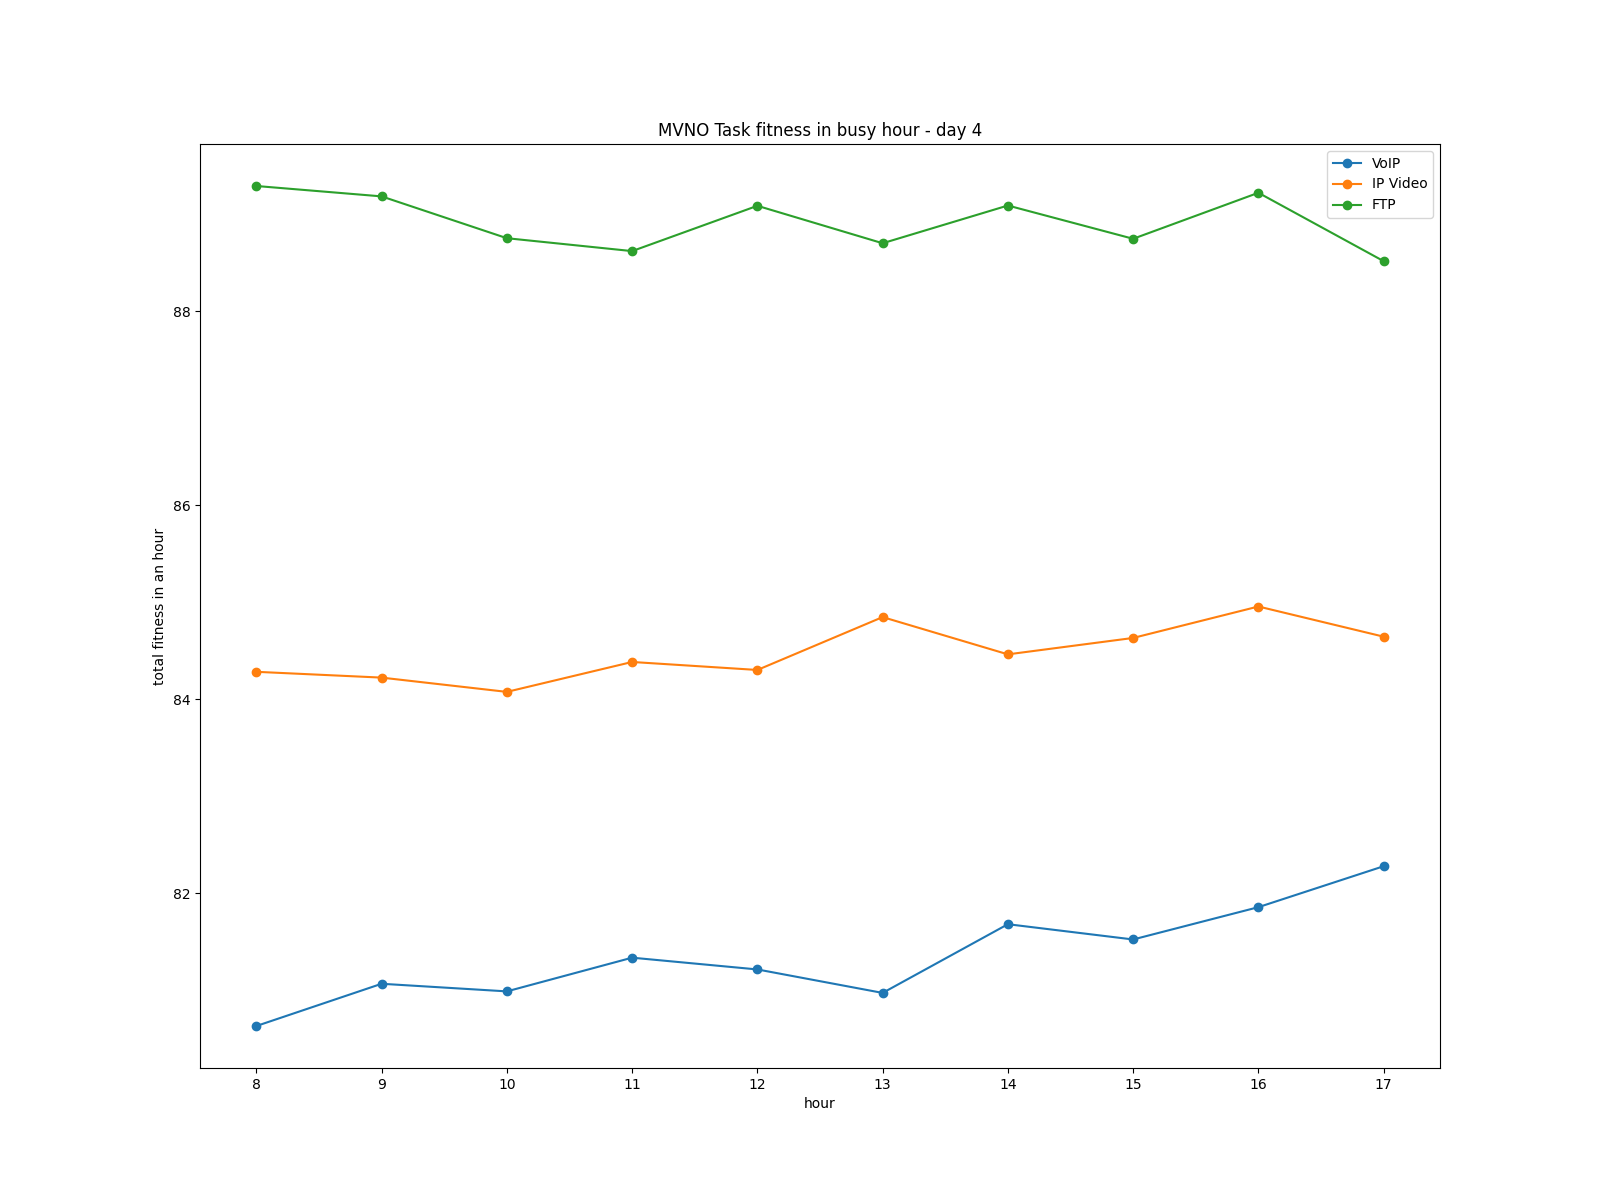 MVNO Task fitness in busy hour - day 4
VoIP
IP Video
FTP
88
86
84
82
total fitness in an hour
8 9 10 11 12 13 14 15 16 17
hour